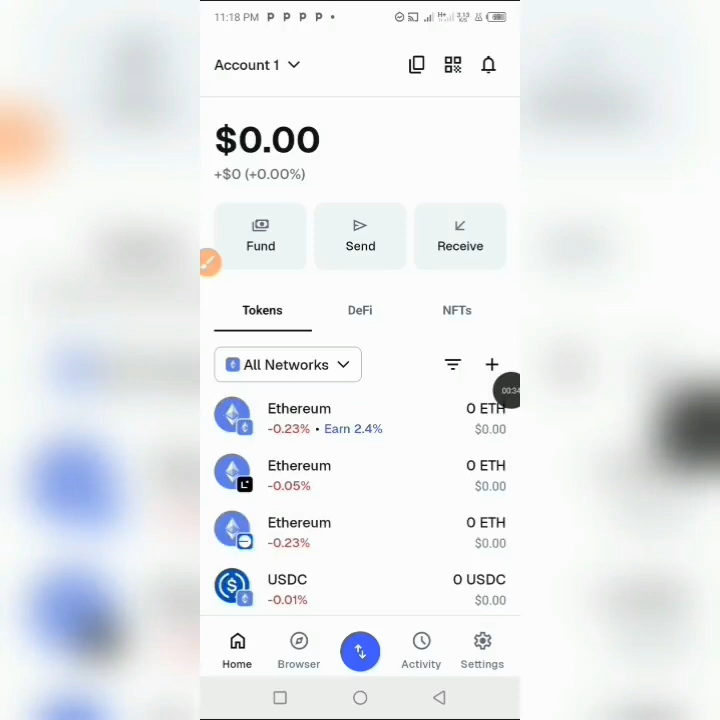 11:18 PM P P P P •
Account 1
$0.00
+$0 (+0.00%)
Fund Send Receive
Tokens DeFi NFTs
All Networks
00:34
Ethereum 0 ETH
-0.23% • Earn 2.4% $0.00
Ethereum 0 ETH
-0.05% $0.00
Ethereum 0 ETH
-0.23% $0.00
USDC 0 USDC
-0.01% $0.00
Home Browser Activity Settings